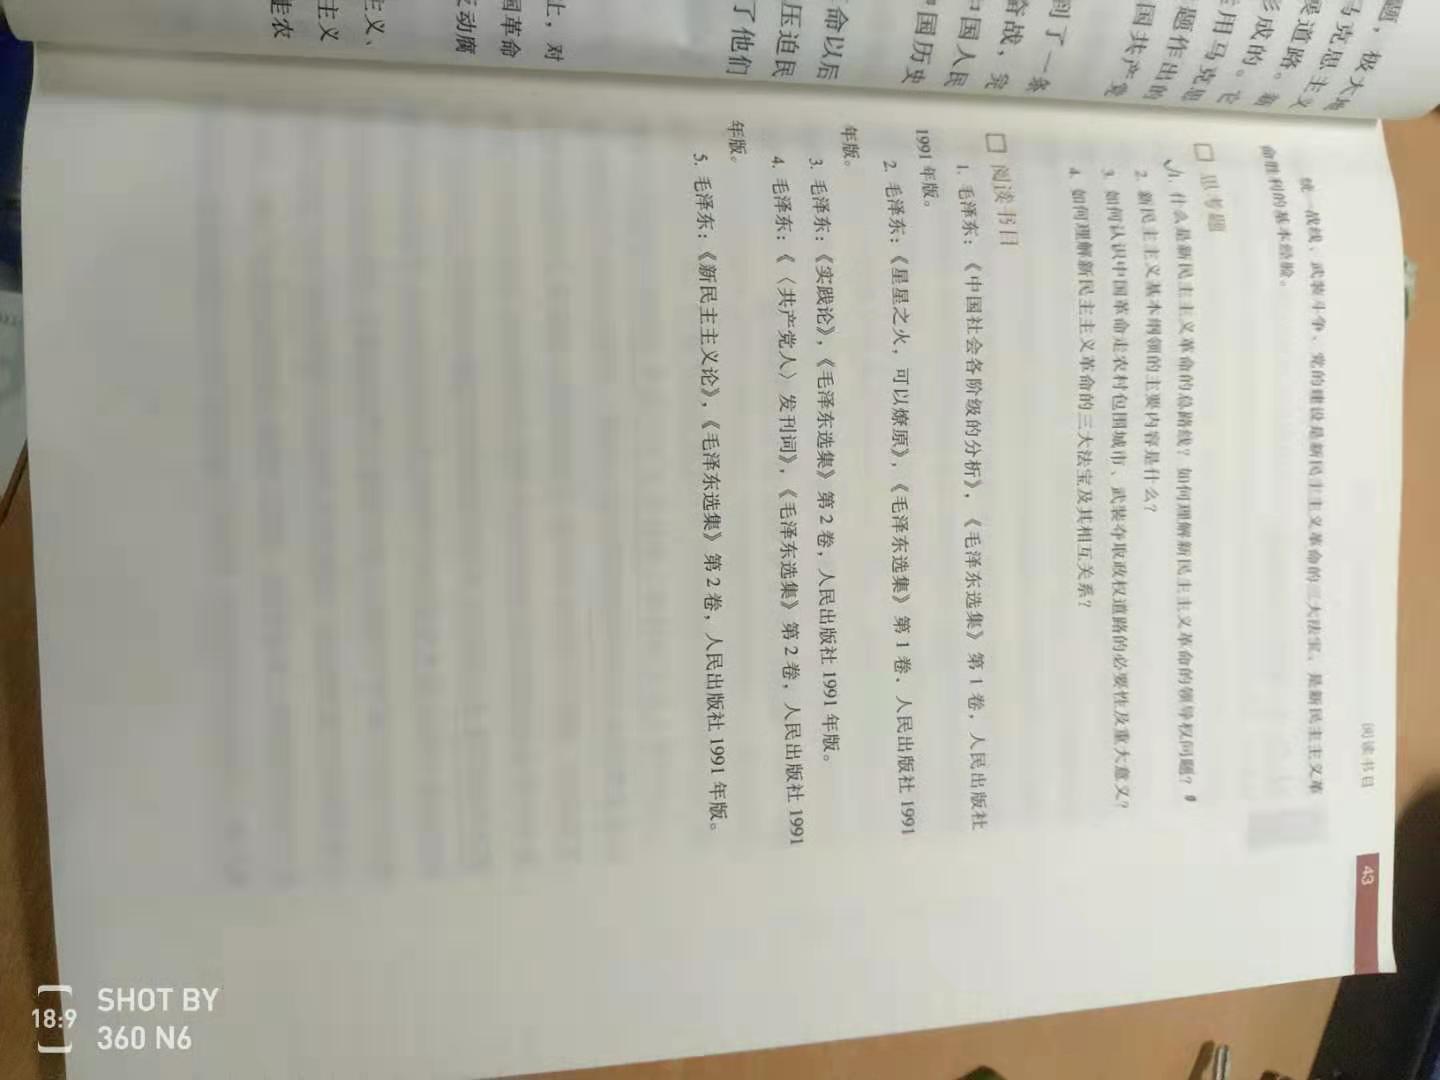 阅读书目
43
统一战线、武装斗争、党的建设是新民主主义革命的三大法宝，是新民主主义革
命胜利的基本经验。
思考题
1. 什么是新民主主义革命的总路线？如何理解新民主主义革命的领导权问题？
2. 新民主主义基本纲领的主要内容是什么？
3. 如何认识中国革命走农村包围城市、武装夺取政权道路的必要性及重大意义？
4. 如何理解新民主主义革命的三大法宝及其相互关系？
阅读书目
1. 毛泽东：《中国社会各阶级的分析》，《毛泽东选集》第1卷，人民出版社
1991年版。
2. 毛泽东：《星星之火，可以燎原》，《毛泽东选集》第1卷，人民出版社1991
年版。
3. 毛泽东：《实践论》，《毛泽东选集》第2卷，人民出版社1991年版。
4. 毛泽东：《〈共产党人〉发刊词》，《毛泽东选集》第2卷，人民出版社1991
年版。
5. 毛泽东：《新民主主义论》，《毛泽东选集》第2卷，人民出版社1991年版。
题，极大地
马克思主义
要道路。着
形成的。论
立用马克思
题作出的
国共产党
到了一条
奋战，完
中国人民
中国历史
革命以后
压迫民
了他们
上，对
国革命
反动腐
主义、
主义
走农
18:9
SHOT BY
360 N6